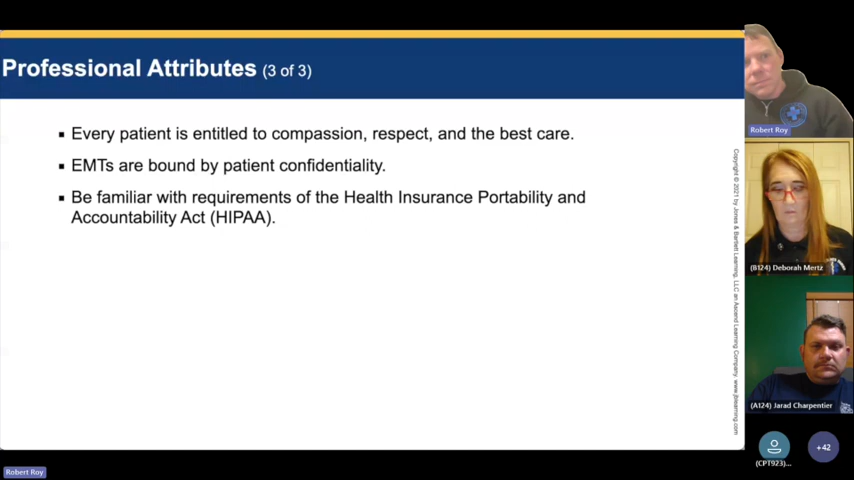 Professional Attributes (3 of 3)
▪ Every patient is entitled to compassion, respect, and the best care.
▪ EMTs are bound by patient confidentiality.
▪ Be familiar with requirements of the Health Insurance Portability and
Accountability Act (HIPAA).
Copyright © 2021 by Jones & Bartlett Learning, LLC an Ascend Learning Company. www.jblearning.com
Robert Roy
(B124) Deborah Mertz
(A124) Jarad Charpentier
(CPT923)...
+42
Robert Roy